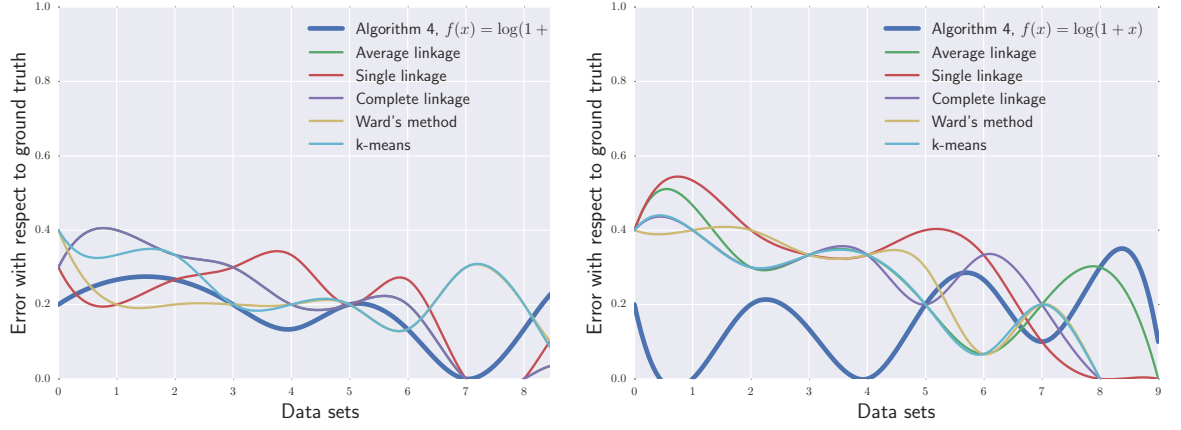 1.0
0.8
0.6
0.4
0.2
0.0
Error with respect to ground truth
Algorithm 4, f(x) = log(1 +
Average linkage
Single linkage
Complete linkage
Ward's method
k-means
0 1 2 3 4 5 6 7 8
Data sets
1.0
0.8
0.6
0.4
0.2
0.0
Error with respect to ground truth
Algorithm 4, f(x) = log(1 + x)
Average linkage
Single linkage
Complete linkage
Ward's method
k-means
0 1 2 3 4 5 6 7 8 9
Data sets